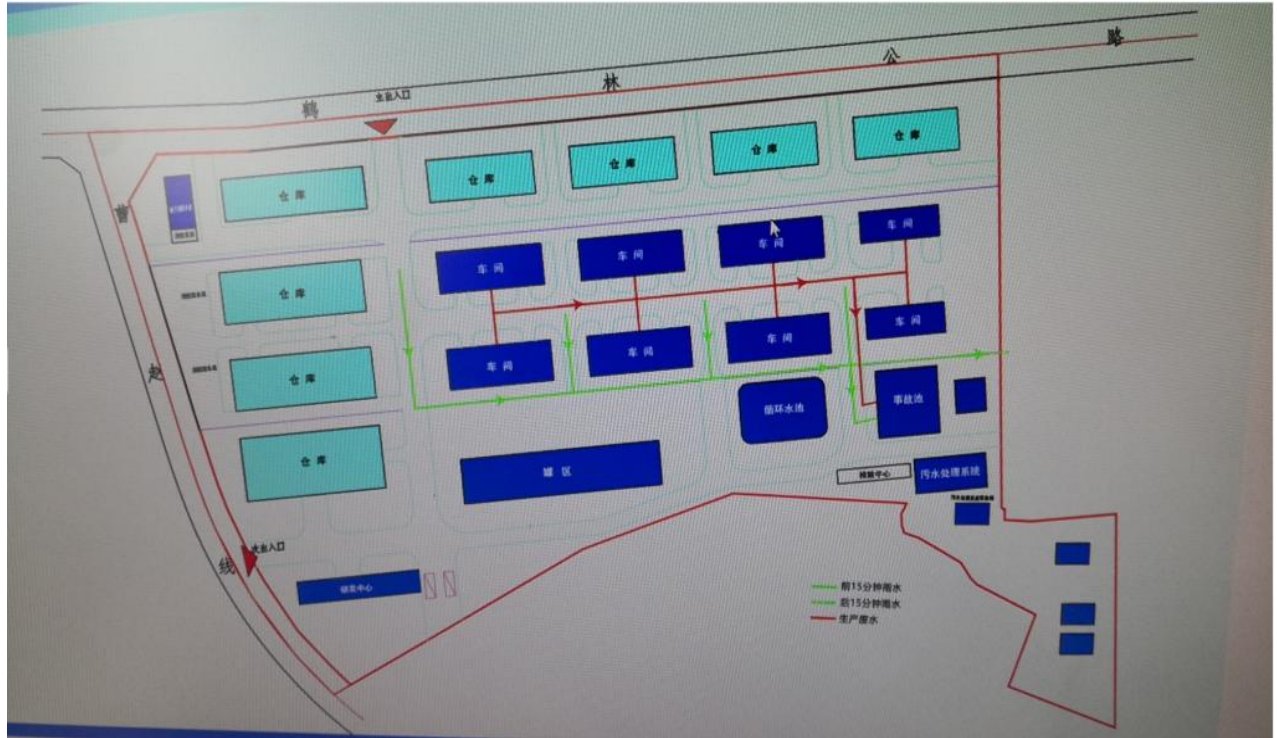 鹤 林 公 路
主出入口
仓 库
仓 库
仓 库
仓 库
仓 库
曹 赵 线
车 间
车 间
车 间
车 间
仓 库
车 间
车 间
车 间
车 间
仓 库
循环水池
事故池
仓 库
罐 区
检测中心
污水处理系统
次出入口
研发中心
前15分钟雨水
后15分钟雨水
生产废水